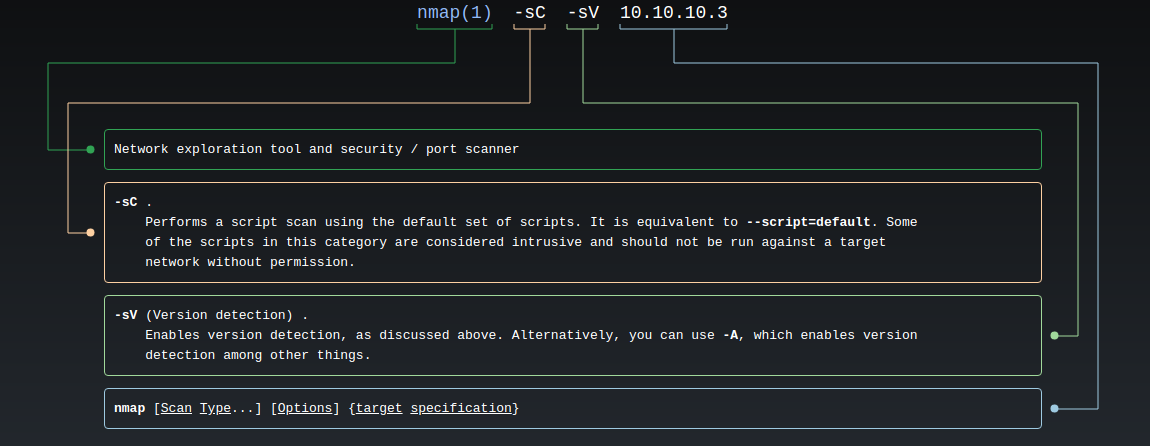 nmap(1) -sC -sV 10.10.10.3
Network exploration tool and security / port scanner
-sC .
Performs a script scan using the default set of scripts. It is equivalent to --script=default. Some
of the scripts in this category are considered intrusive and should not be run against a target
network without permission.
-sV (Version detection) .
Enables version detection, as discussed above. Alternatively, you can use -A, which enables version
detection among other things.
nmap [Scan Type...] [Options] {target specification}